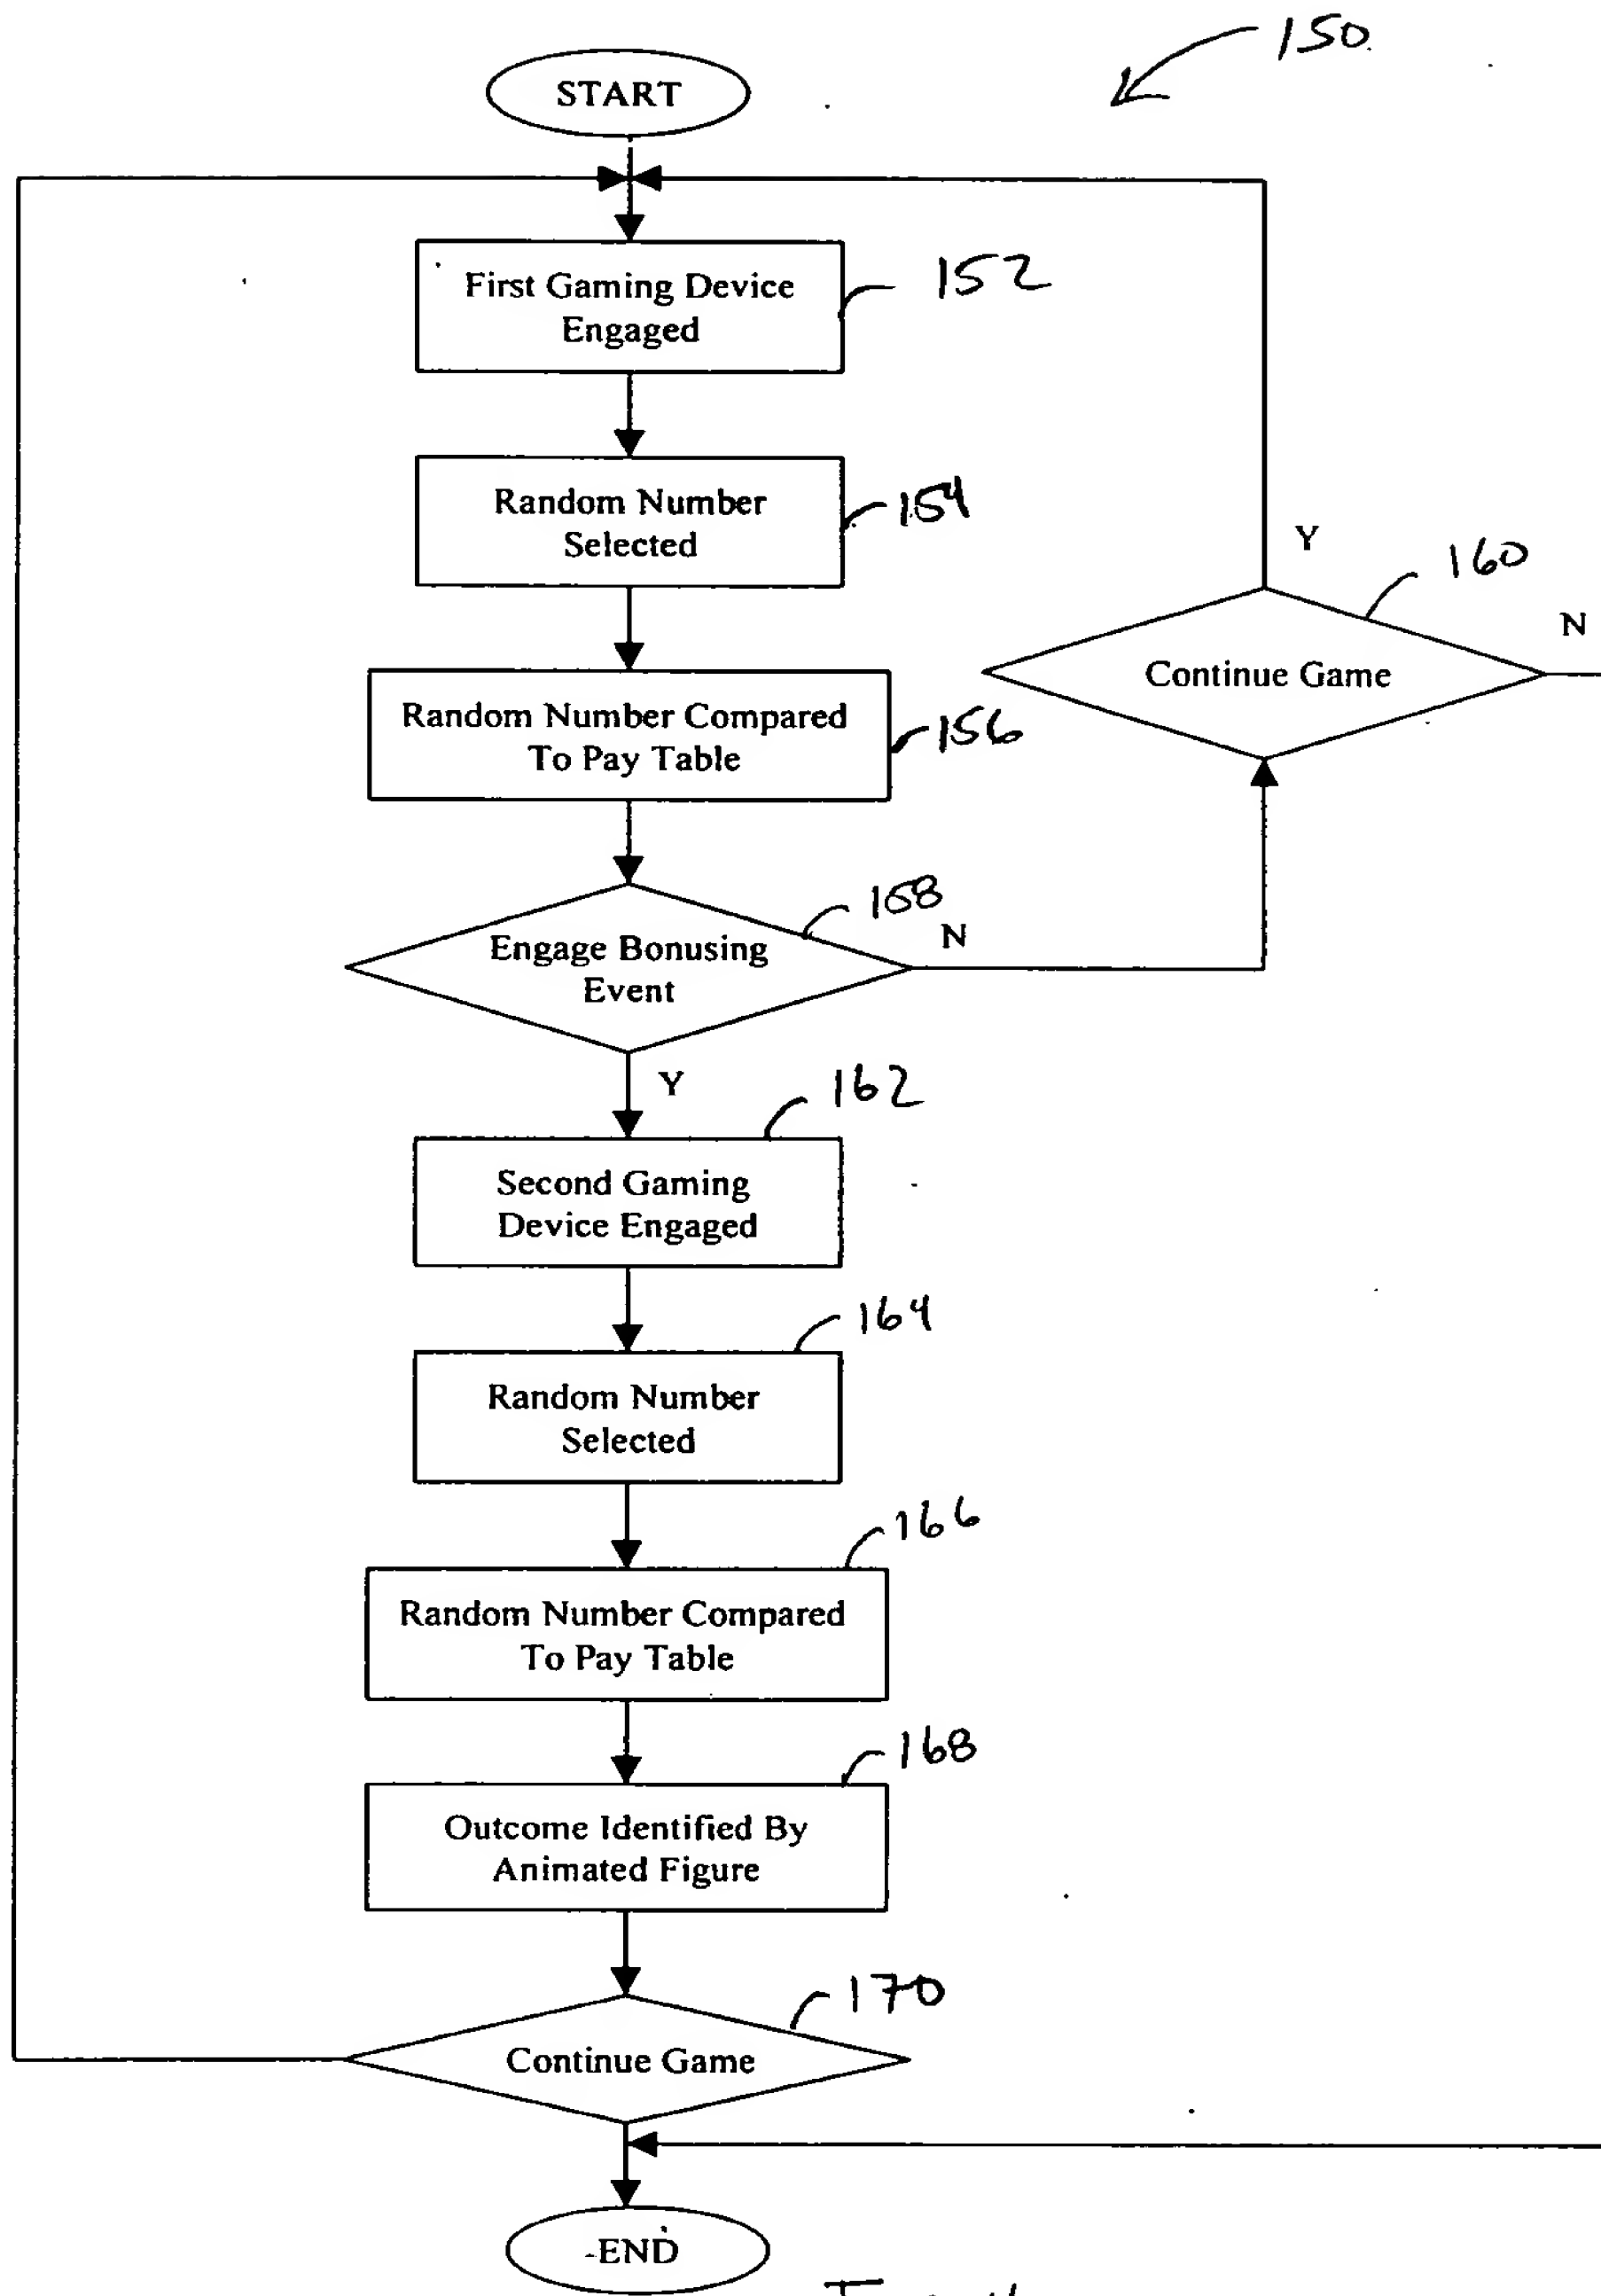 150
START
First Gaming Device
Engaged
152
Random Number
Selected
154
Y
160
N
Continue Game
Random Number Compared
To Pay Table
156
158
Engage Bonusing
Event
N
Y
162
Second Gaming
Device Engaged
164
Random Number
Selected
166
Random Number Compared
To Pay Table
168
Outcome Identified By
Animated Figure
170
Continue Game
END